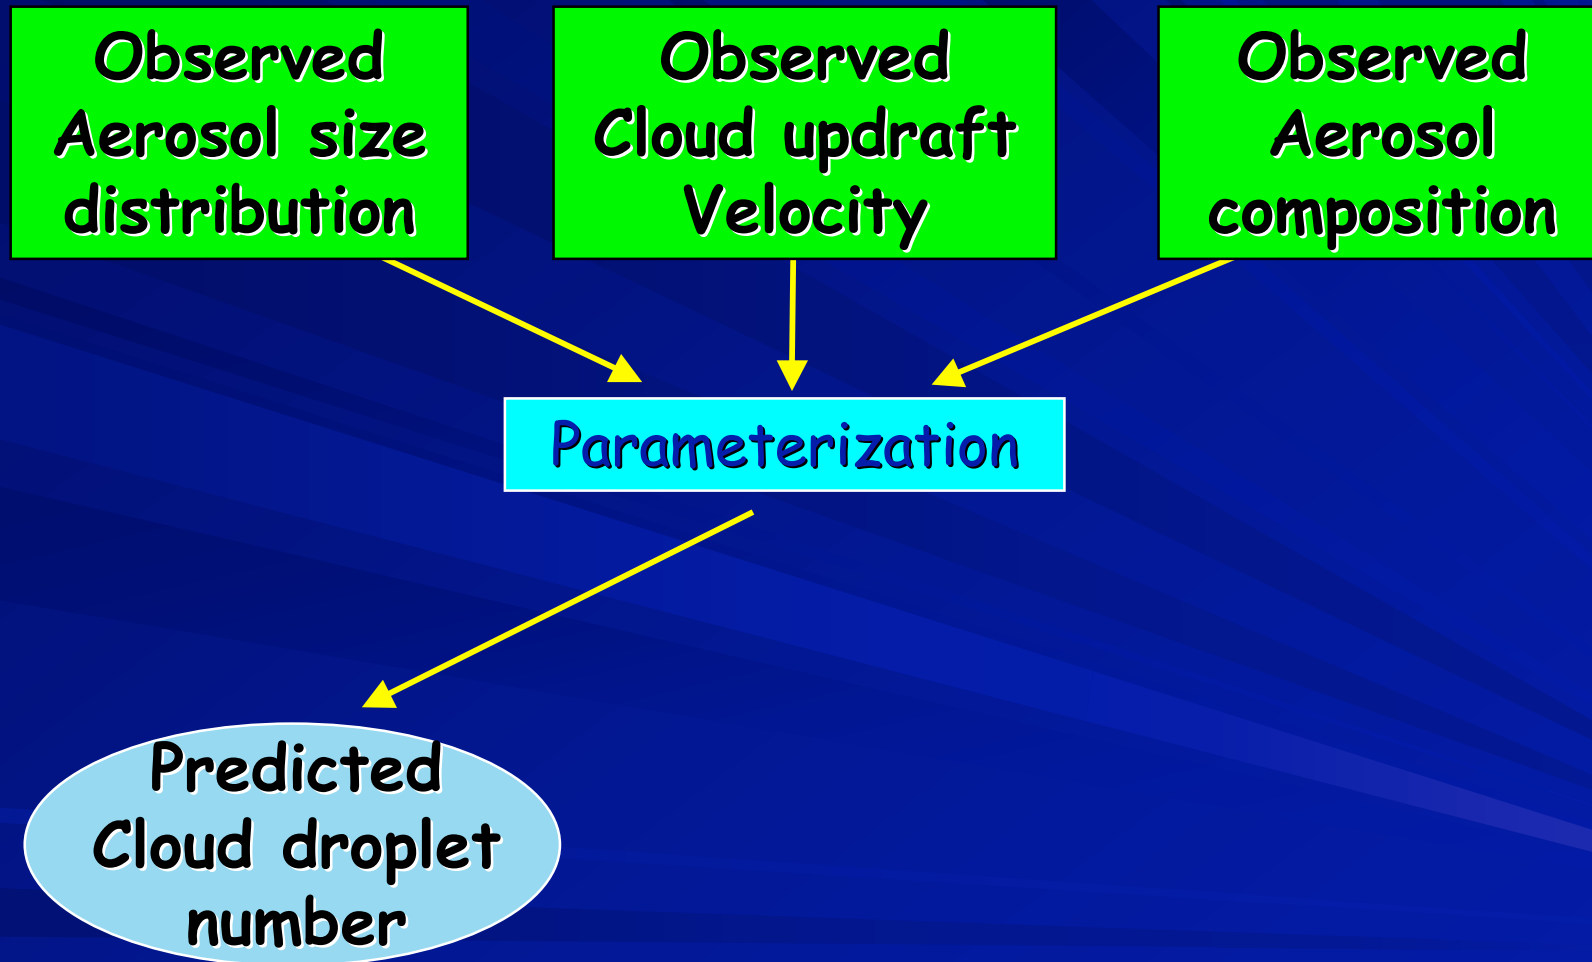 Observed
Aerosol size
distribution
Observed
Cloud updraft
Velocity
Observed
Aerosol
composition
Parameterization
Predicted
Cloud droplet
number